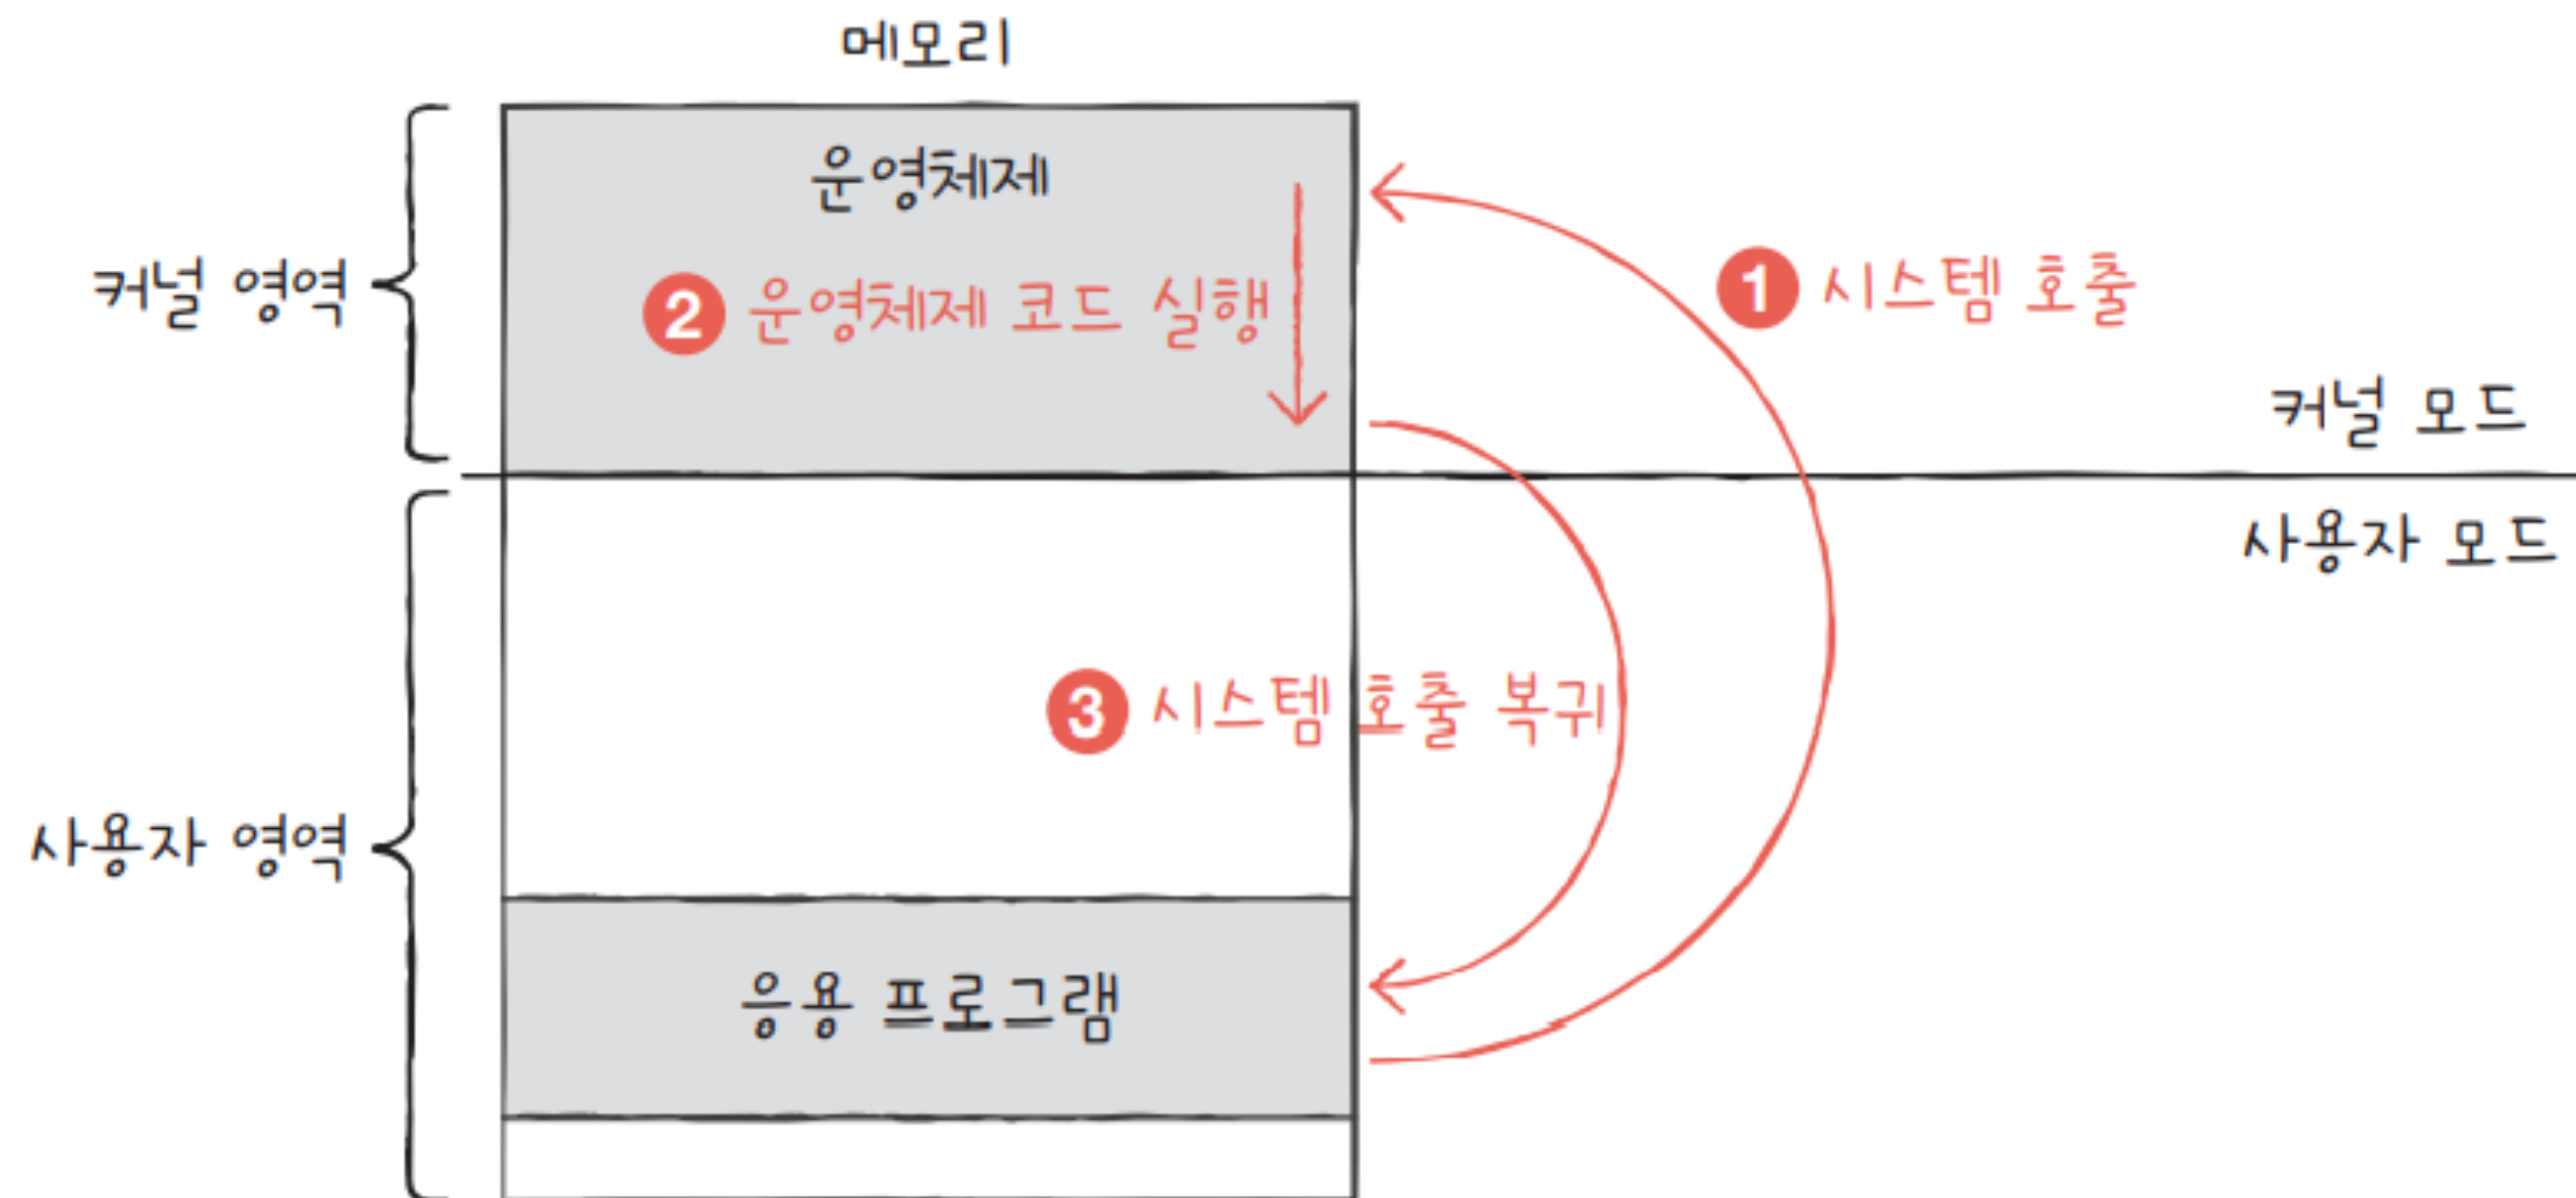 메모리
운영체제
① 시스템 호출
커널 영역
② 운영체제 코드 실행
커널 모드
사용자 모드
③ 시스템 호출 복귀
사용자 영역
응용 프로그램